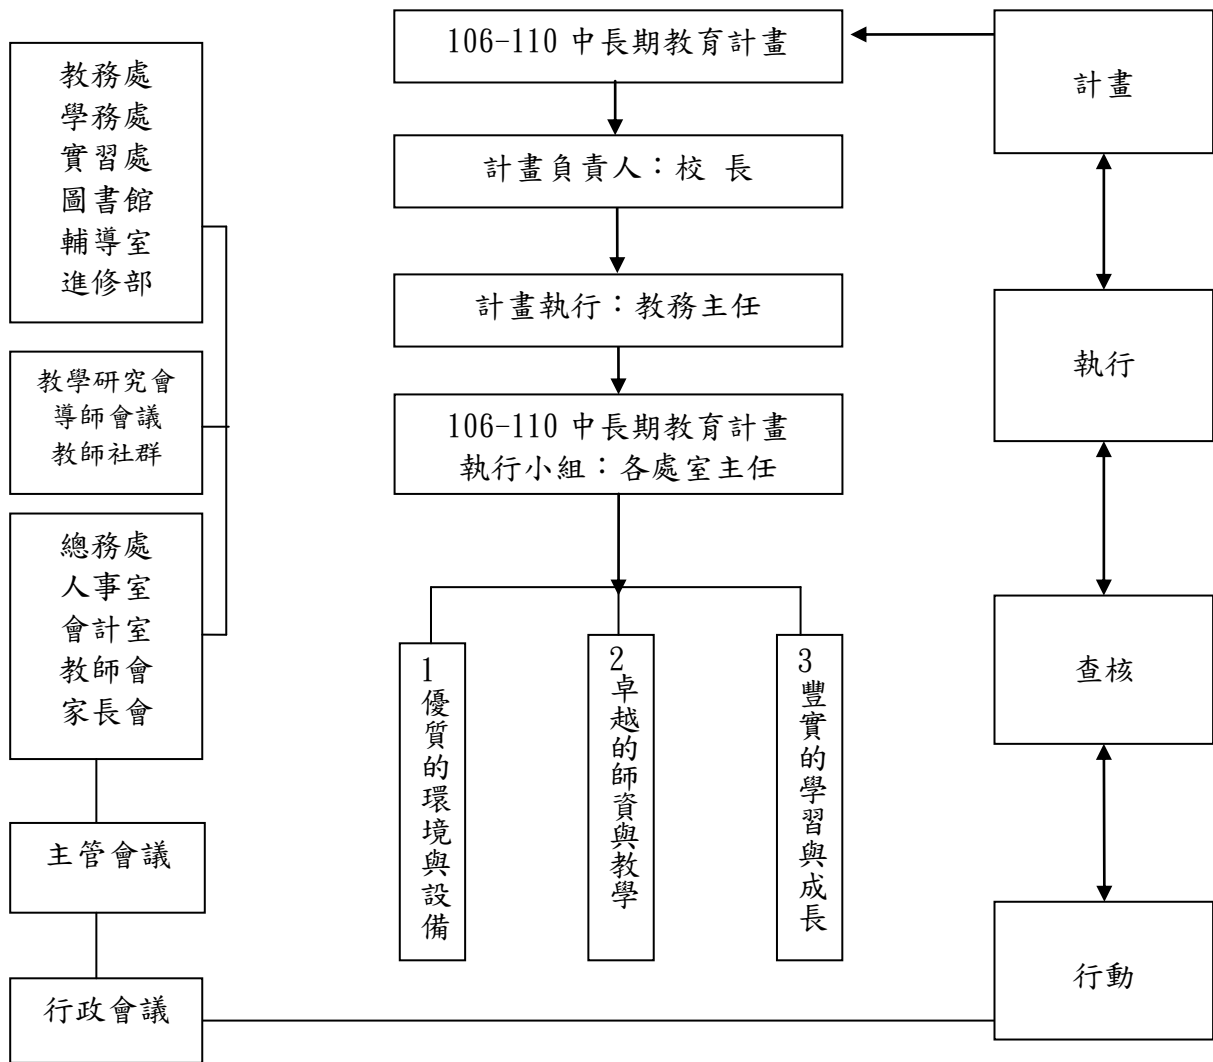 教務處
學務處
實習處
圖書館
輔導室
進修部
教學研究會
導師會議
教師社群
總務處
人事室
會計室
教師會
家長會
主管會議
行政會議
106-110 中長期教育計畫
計畫負責人：校 長
計畫執行：教務主任
106-110 中長期教育計畫
執行小組：各處室主任
1優質的環境與設備
2卓越的師資與教學
3豐實的學習與成長
計畫
執行
查核
行動